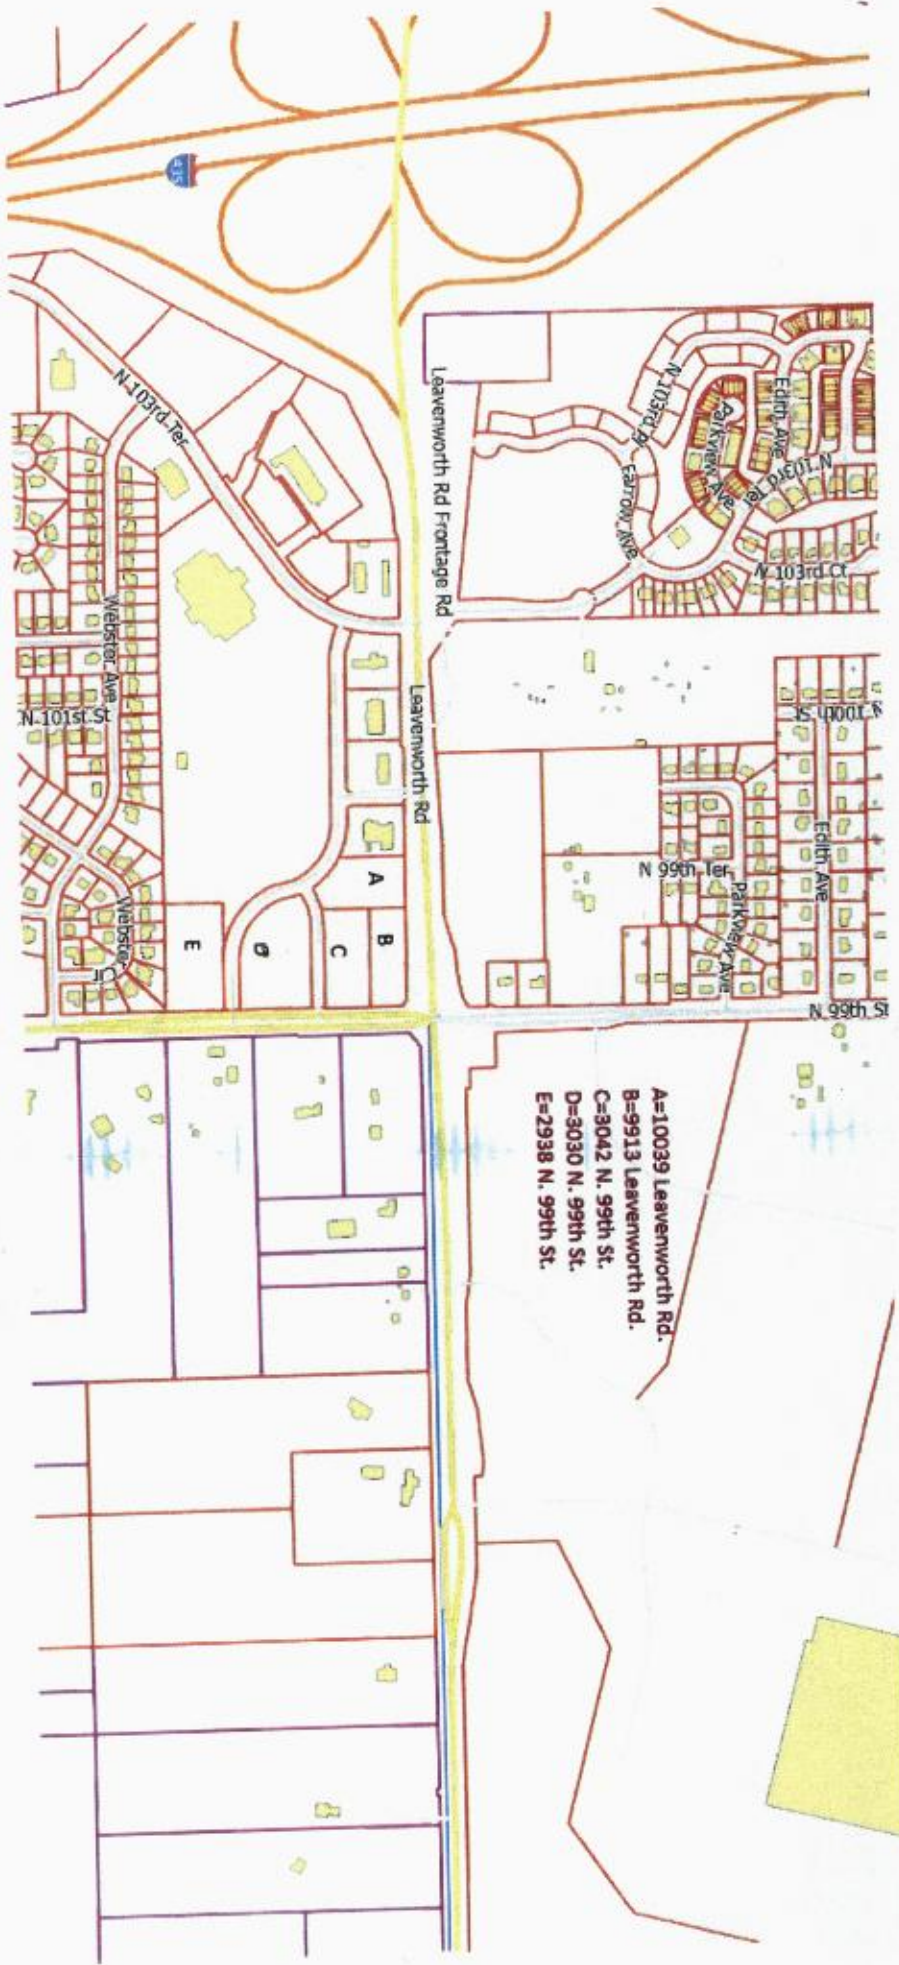 435
Leavenworth Rd Frontage Rd
Leavenworth Rd
N 103rd Ter
N 103rd Pl
Edith Ave
Parkview Ave
N 103rd Ter
Farrow Ave
N 103rd Ct
N 100th St
Edith Ave
N 99th Ter
Parkview Ave
N 99th St
Webster Ave
N 101st St
Webster
Cir
A
B
C
D
E
A=10039 Leavenworth Rd.
B=9913 Leavenworth Rd.
C=3042 N. 99th St.
D=3030 N. 99th St.
E=2938 N. 99th St.